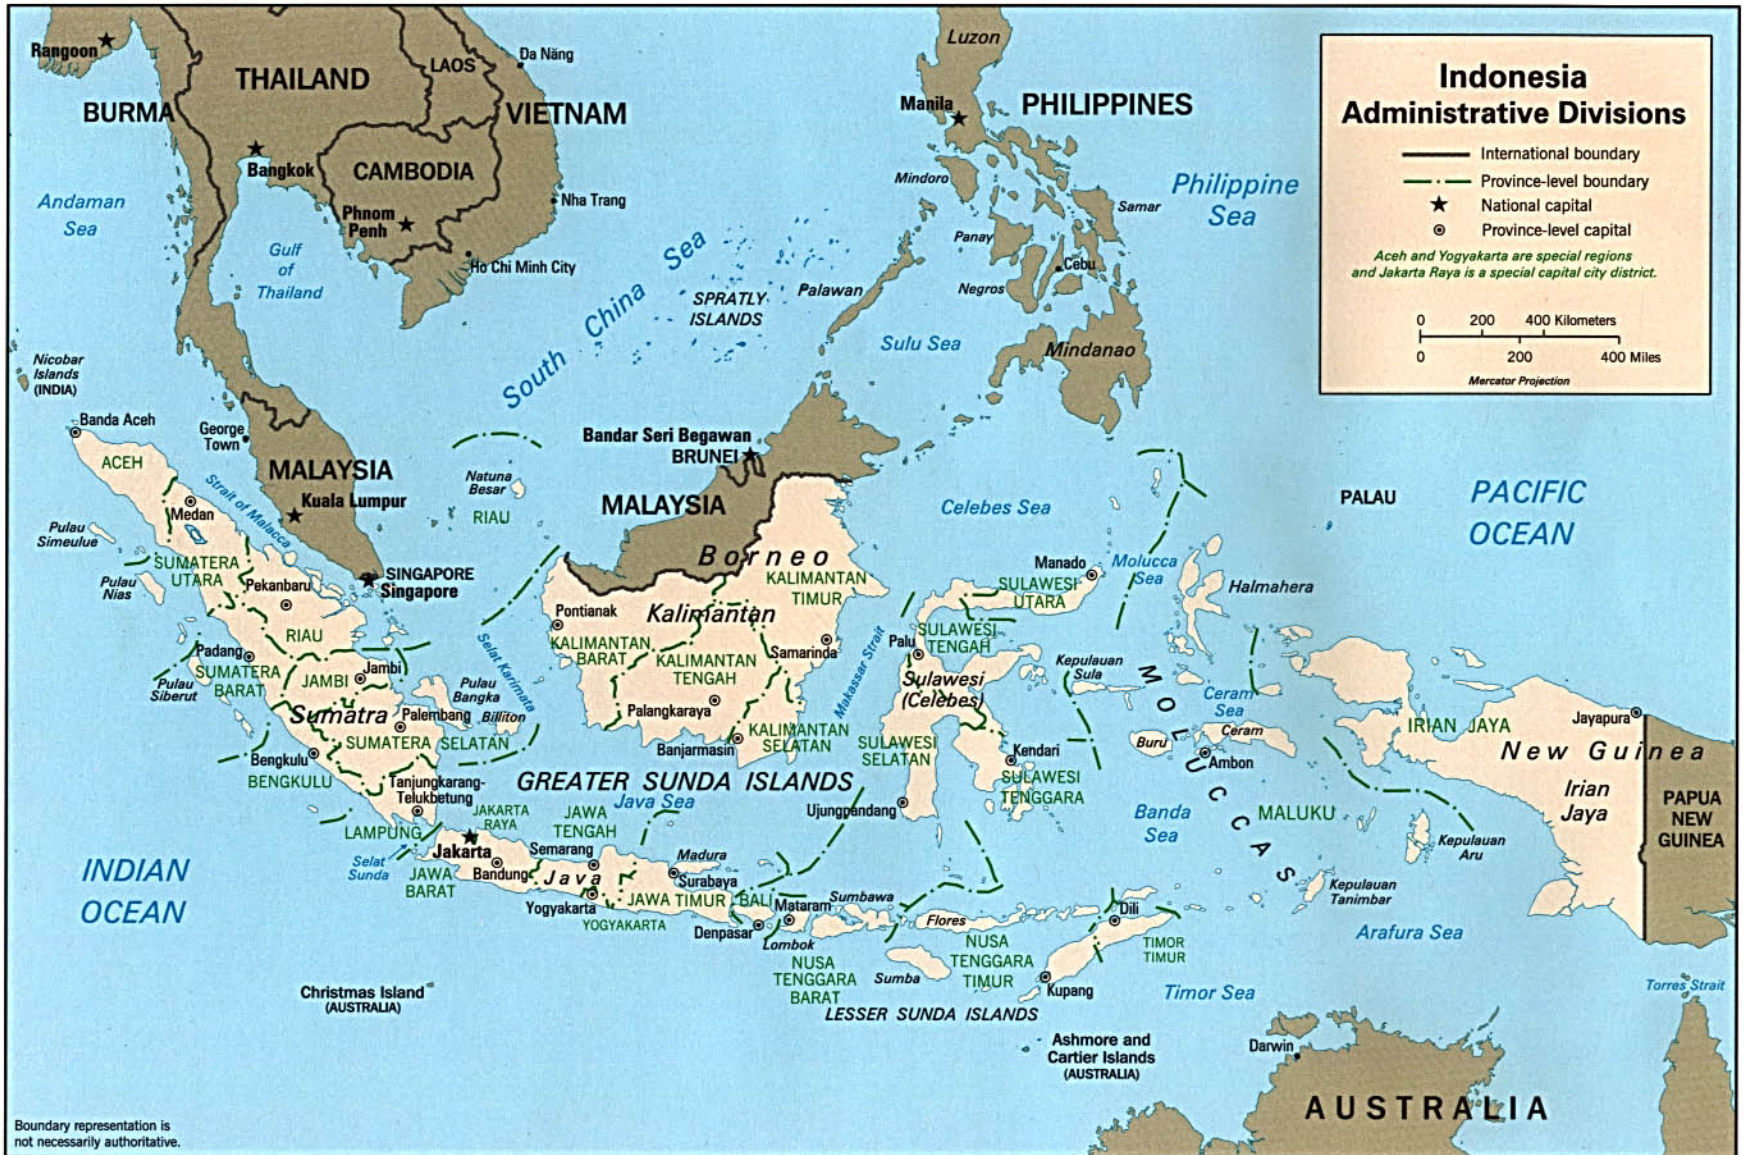 Indonesia
Administrative Divisions
International boundary
Province-level boundary
National capital
Province-level capital
Aceh and Yogyakarta are special regions
and Jakarta Raya is a special capital city district.
0 200 400 Kilometers
0 200 400 Miles
Mercator Projection
Rangoon
BURMA
THAILAND
LAOS
Da Năng
VIETNAM
Bangkok
CAMBODIA
Phnom
Penh
Nha Trang
Ho Chi Minh City
Andaman
Sea
Gulf
of
Thailand
Luzon
Manila
PHILIPPINES
Mindoro
Samar
Panay
Cebu
Negros
Palawan
Mindanao
Philippine
Sea
South China Sea
SPRATLY
ISLANDS
Sulu Sea
Nicobar
Islands
(INDIA)
Banda Aceh
ACEH
George
Town
MALAYSIA
Kuala Lumpur
Strait of Malacca
Medan
Pulau
Simeulue
SUMATERA
UTARA
Pulau
Nias
Pekanbaru
SINGAPORE
Singapore
RIAU
Natuna
Besar
RIAU
Padang
SUMATERA
BARAT
Pulau
Siberut
JAMBI
Jambi
Sumatra
Palembang
Pulau
Bangka
Billiton
Selat Karimata
SUMATERA SELATAN
Bengkulu
BENGKULU
Tanjungkarang-
Telukbetung
LAMPUNG
Selat
Sunda
Bandar Seri Begawan
BRUNEI
MALAYSIA
Borneo
Kalimantan
KALIMANTAN
TIMUR
Pontianak
KALIMANTAN
BARAT
KALIMANTAN
TENGAH
Samarinda
Palangkaraya
Banjarmasin
KALIMANTAN
SELATAN
Makassar Strait
Celebes Sea
Manado
SULAWESI
UTARA
Palu
SULAWESI
TENGAH
Sulawesi
(Celebes)
SULAWESI
SELATAN
Kendari
SULAWESI
TENGGARA
Ujungpandang
Molucca
Sea
Halmahera
Kepulauan
Sula
MOLUCCAS
Ceram
Sea
Buru
Ceram
Ambon
Banda
Sea
MALUKU
PALAU
PACIFIC
OCEAN
IRIAN JAYA
Jayapura
New Guinea
Irian
Jaya
PAPUA
NEW
GUINEA
Kepulauan
Aru
Kepulauan
Tanimbar
Arafura Sea
GREATER SUNDA ISLANDS
Java Sea
JAKARTA
RAYA
Jakarta
JAWA
BARAT
Bandung
JAWA
TENGAH
Semarang
Java
Yogyakarta
YOGYAKARTA
Madura
Surabaya
JAWA TIMUR
BALI
Denpasar
Mataram
Lombok
Sumbawa
NUSA
TENGGARA
BARAT
Flores
Sumba
NUSA
TENGGARA
TIMUR
Dili
TIMOR
TIMUR
Kupang
LESSER SUNDA ISLANDS
Timor Sea
INDIAN
OCEAN
Christmas Island
(AUSTRALIA)
Ashmore and
Cartier Islands
(AUSTRALIA)
Darwin
AUSTRALIA
Torres Strait
Boundary representation is
not necessarily authoritative.